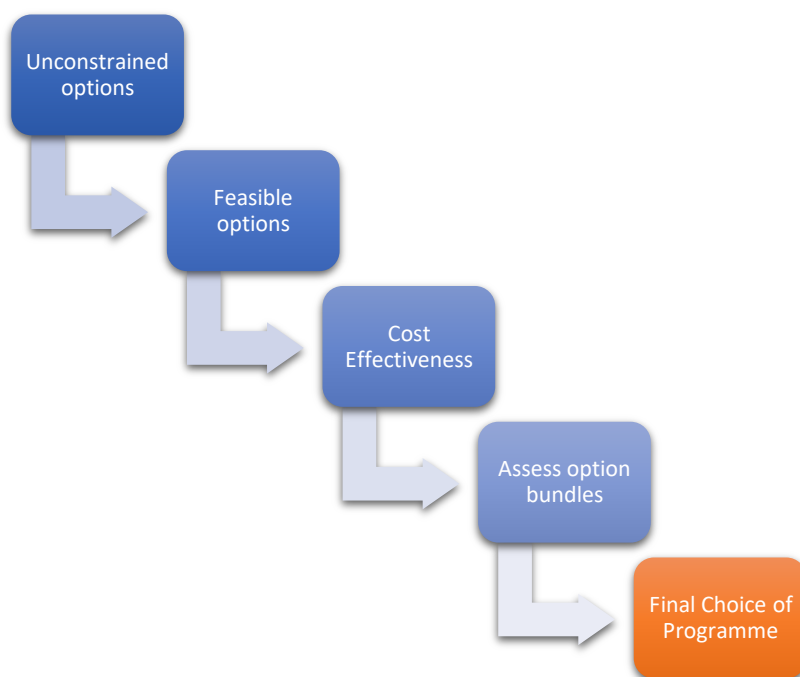 Unconstrained
options
Feasible
options
Cost
Effectiveness
Assess option
bundles
Final Choice of
Programme